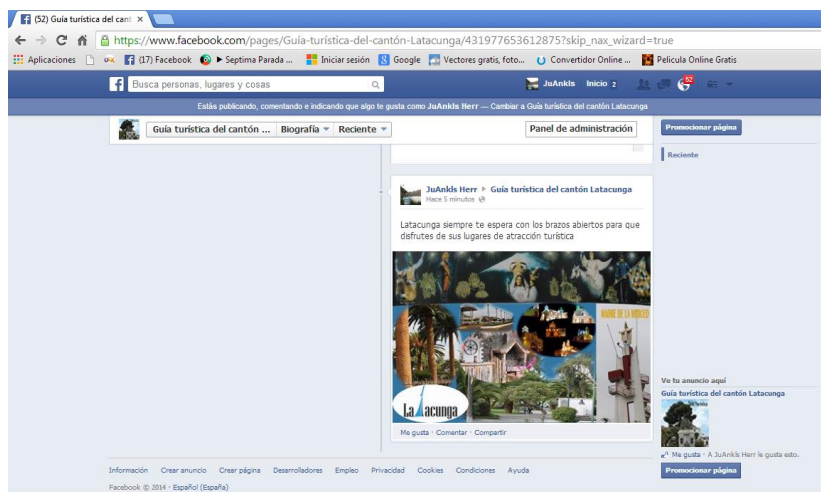 (52) Guía turística del cant
https://www.facebook.com/pages/Guía-turística-del-cantón-Latacunga/431977653612875?skip_nax_wizard=true
Aplicaciones (17) Facebook Septima Parada ... Iniciar sesión Google Vectores gratis, foto... Convertidor Online ... Pelicula Online Gratis
Busca personas, lugares y cosas JuAnkls Inicio 2 52
Estás publicando, comentando e indicando que algo te gusta como JuAnkls Herr — Cambiar a Guía turística del cantón Latacunga
Guía turística del cantón ... Biografía Reciente Panel de administración Promocionar página
Reciente
JuAnkls Herr Guía turística del cantón Latacunga
Hace 5 minutos
Latacunga siempre te espera con los brazos abiertos para que
disfrutes de sus lugares de atracción turística
MADRE DE LA MERCED
Latacunga
Me gusta · Comentar · Compartir
Ve tu anuncio aquí
Guía turística del cantón Latacunga
Me gusta · A JuAnkls Herr le gusta esto.
Promocionar página
Información Crear anuncio Crear página Desarrolladores Empleo Privacidad Cookies Condiciones Ayuda
Facebook © 2014 · Español (España)